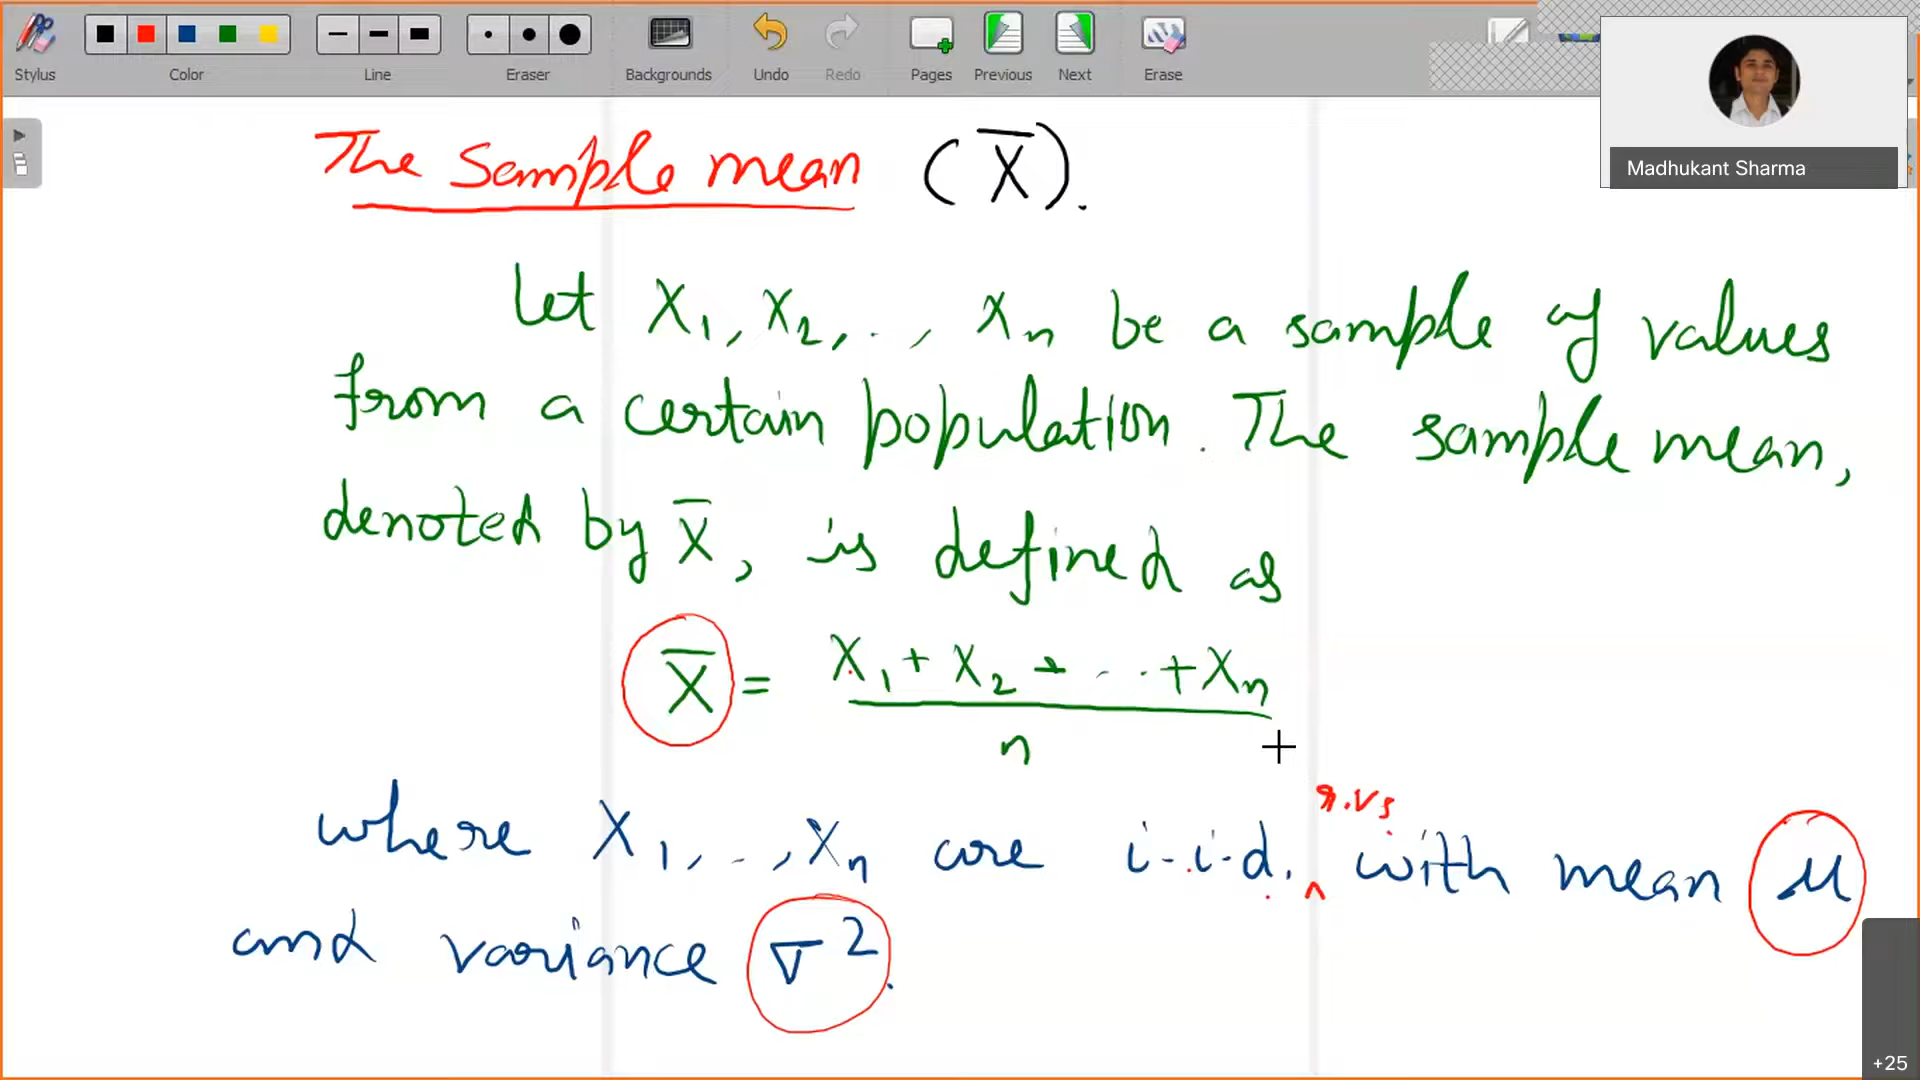 Stylus Color Line Eraser Backgrounds Undo Redo Pages Previous Next Erase
Madhukant Sharma
The Sample mean (X̅).
Let X₁, X₂, . . , Xₙ be a sample of values
from a certain population. The sample mean,
denoted by X̅, is defined as
X̅ = X₁ + X₂ + - - . . + Xₙ
n
r.vs
where X₁, . - . , Xₙ are i.i.d. ^ with mean μ
and variance σ².
+25